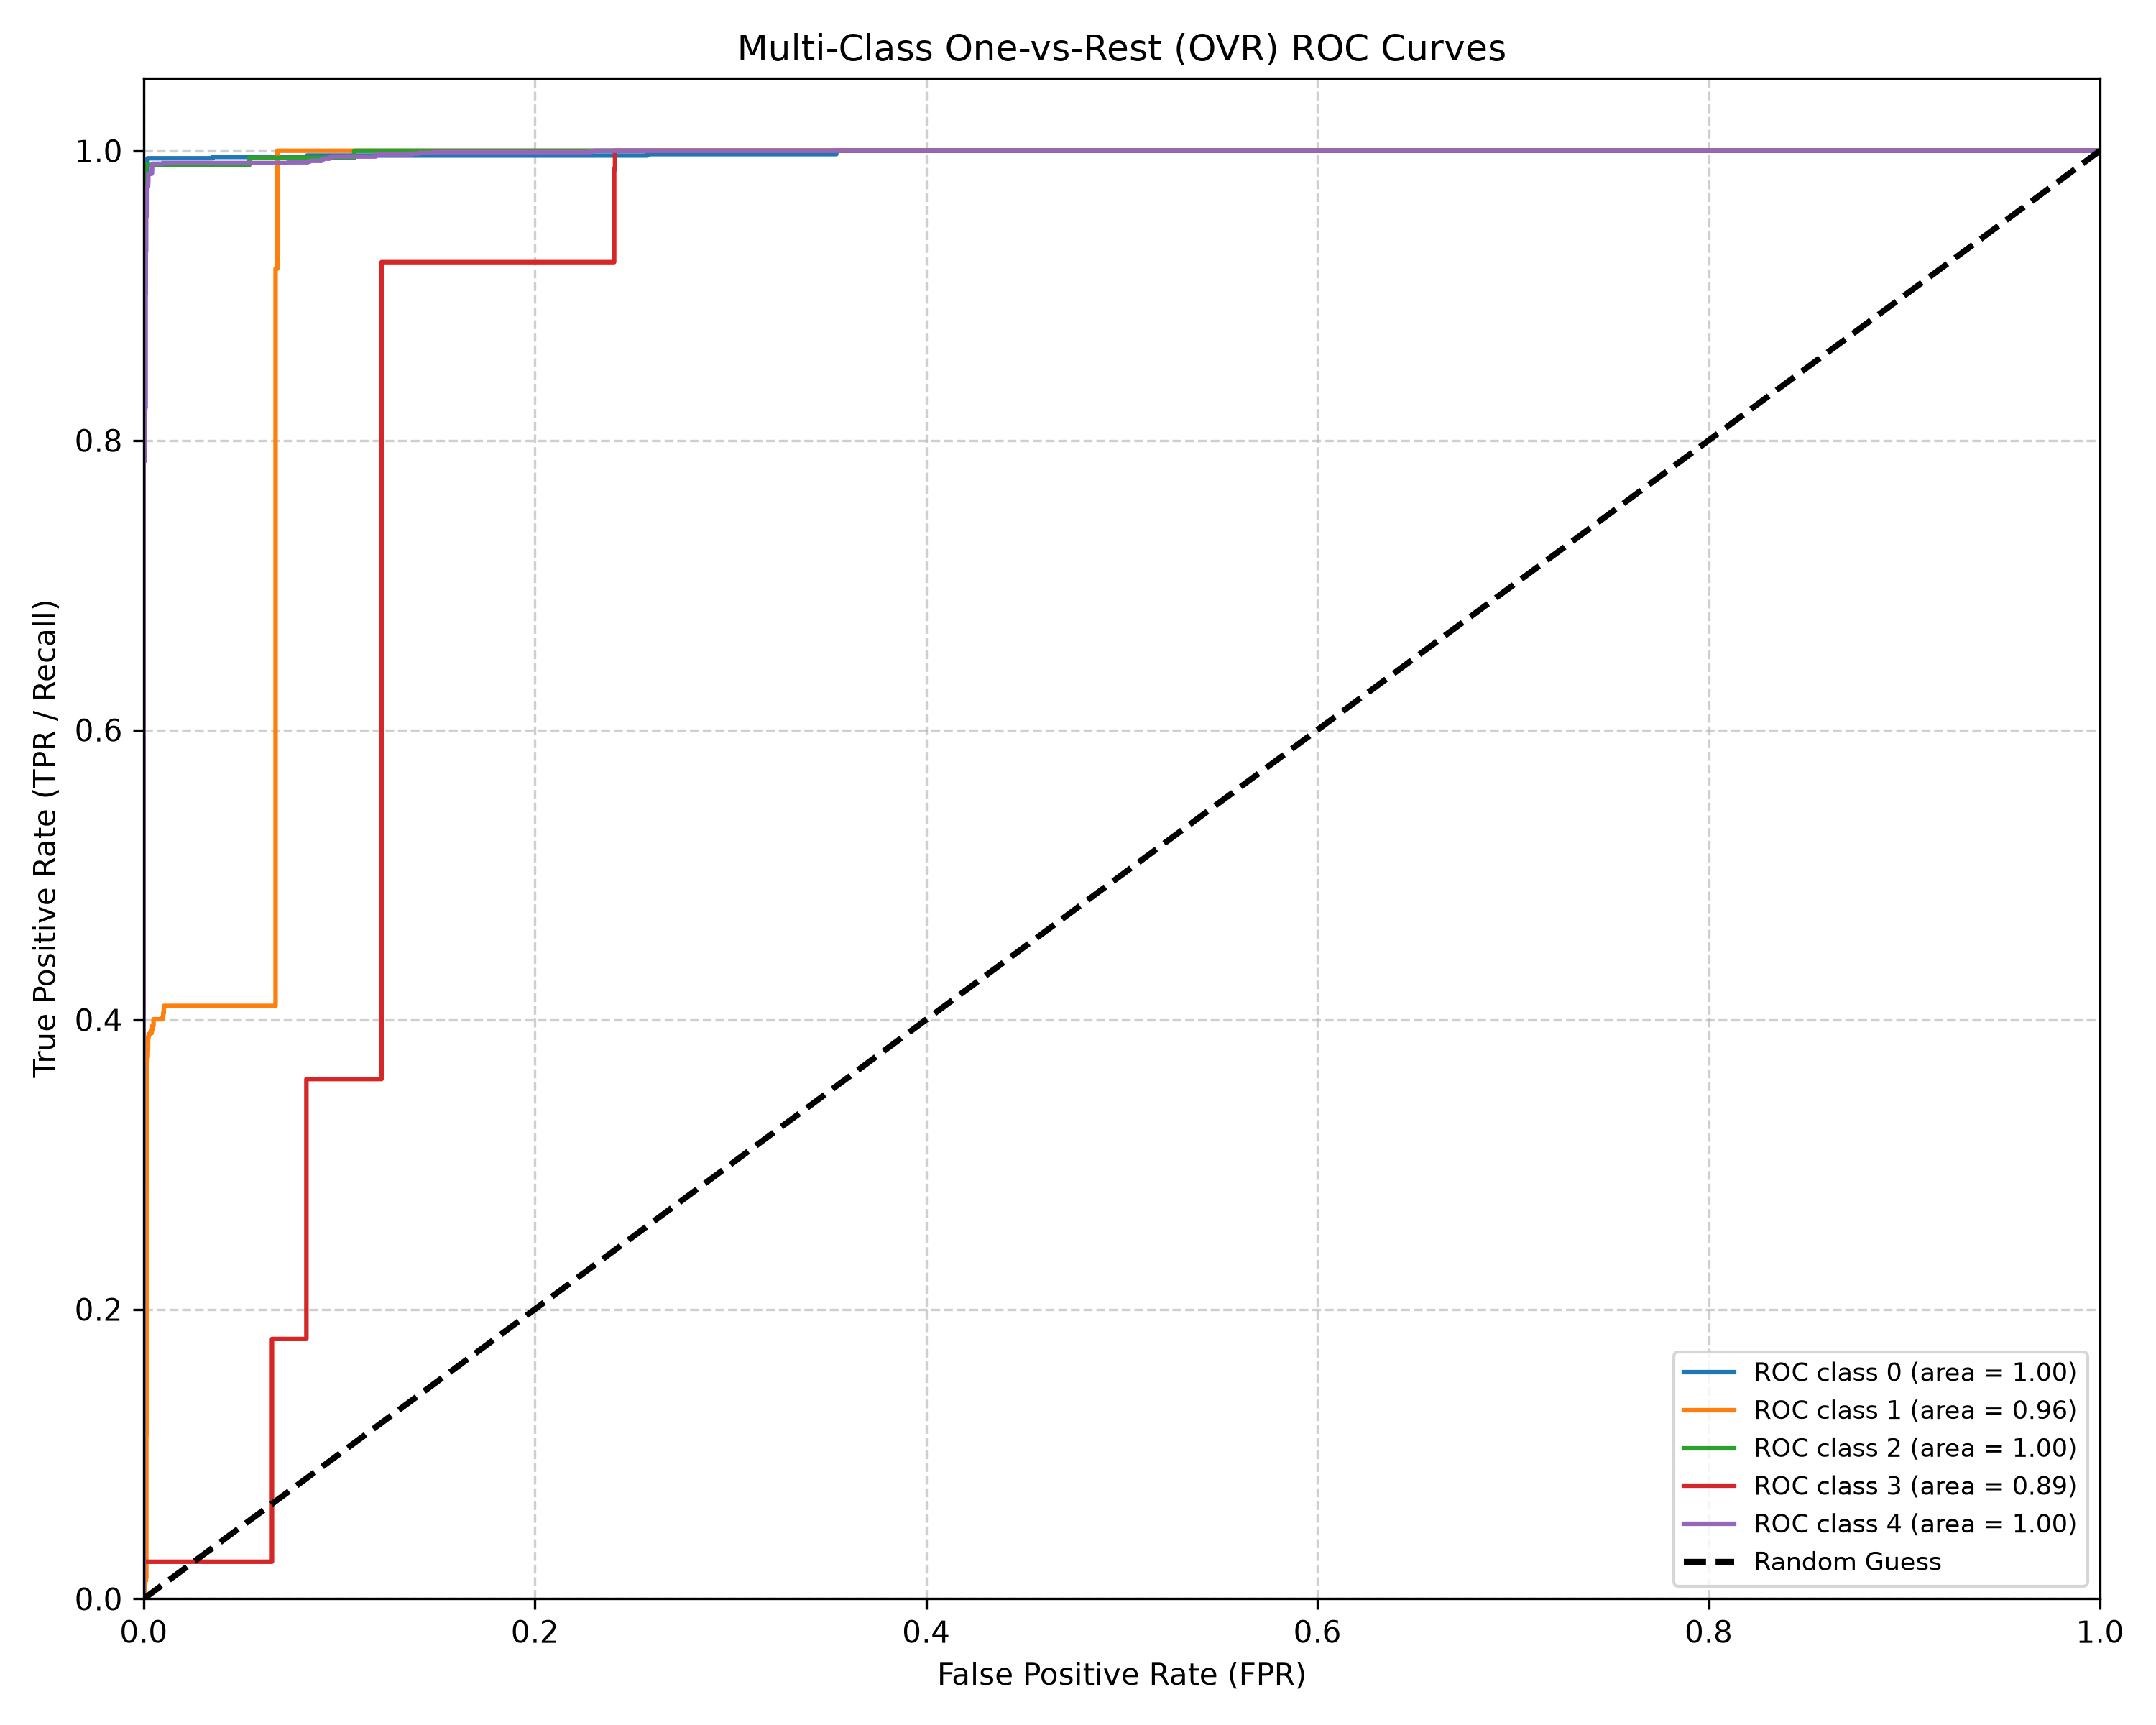 Multi-Class One-vs-Rest (OVR) ROC Curves
True Positive Rate (TPR / Recall)
1.0
0.8
0.6
0.4
0.2
0.0
0.0 0.2 0.4 0.6 0.8 1.0
False Positive Rate (FPR)
ROC class 0 (area = 1.00)
ROC class 1 (area = 0.96)
ROC class 2 (area = 1.00)
ROC class 3 (area = 0.89)
ROC class 4 (area = 1.00)
Random Guess